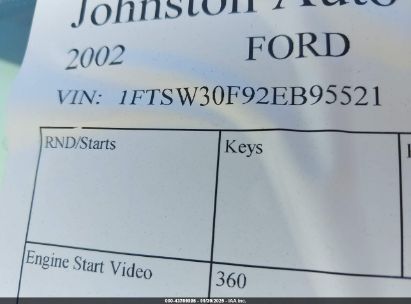 Johnston Auto
2002 FORD
VIN: 1FTSW30F92EB95521
RND/Starts Keys
Engine Start Video 360